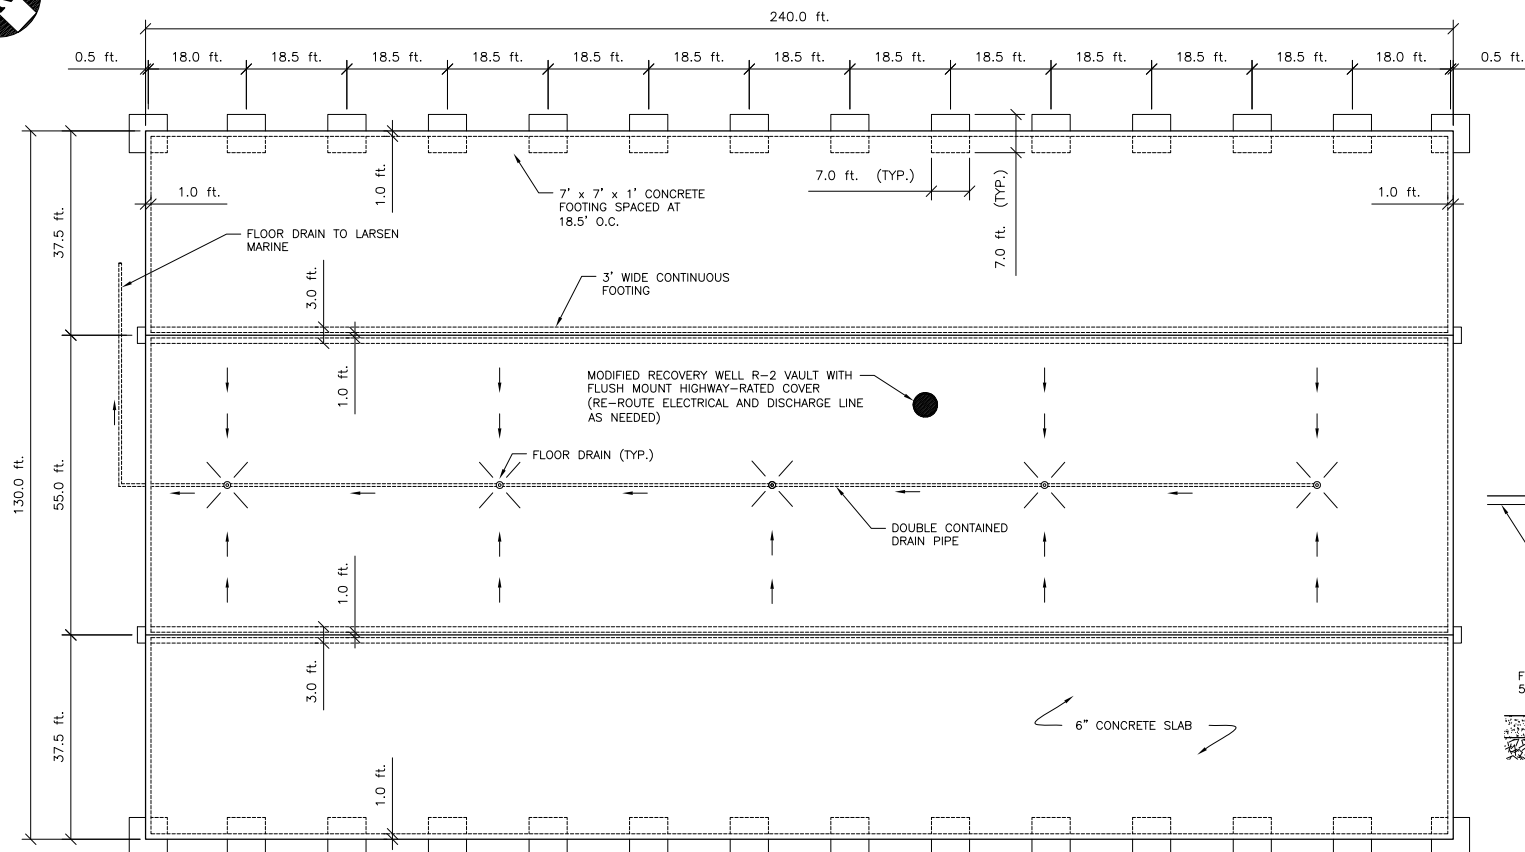 240.0 ft.
0.5 ft. 18.0 ft. 18.5 ft. 18.5 ft. 18.5 ft. 18.5 ft. 18.5 ft. 18.5 ft. 18.5 ft. 18.5 ft. 18.5 ft. 18.5 ft. 18.5 ft. 18.0 ft. 0.5 ft.
1.0 ft.
1.0 ft.
7' x 7' x 1' CONCRETE
FOOTING SPACED AT
18.5' O.C.
7.0 ft. (TYP.)
7.0 ft. (TYP.)
1.0 ft.
37.5 ft.
FLOOR DRAIN TO LARSEN
MARINE
3.0 ft.
3' WIDE CONTINUOUS
FOOTING
1.0 ft.
MODIFIED RECOVERY WELL R-2 VAULT WITH
FLUSH MOUNT HIGHWAY-RATED COVER
(RE-ROUTE ELECTRICAL AND DISCHARGE LINE
AS NEEDED)
130.0 ft.
55.0 ft.
FLOOR DRAIN (TYP.)
DOUBLE CONTAINED
DRAIN PIPE
1.0 ft.
3.0 ft.
37.5 ft.
6" CONCRETE SLAB
1.0 ft.
F
5